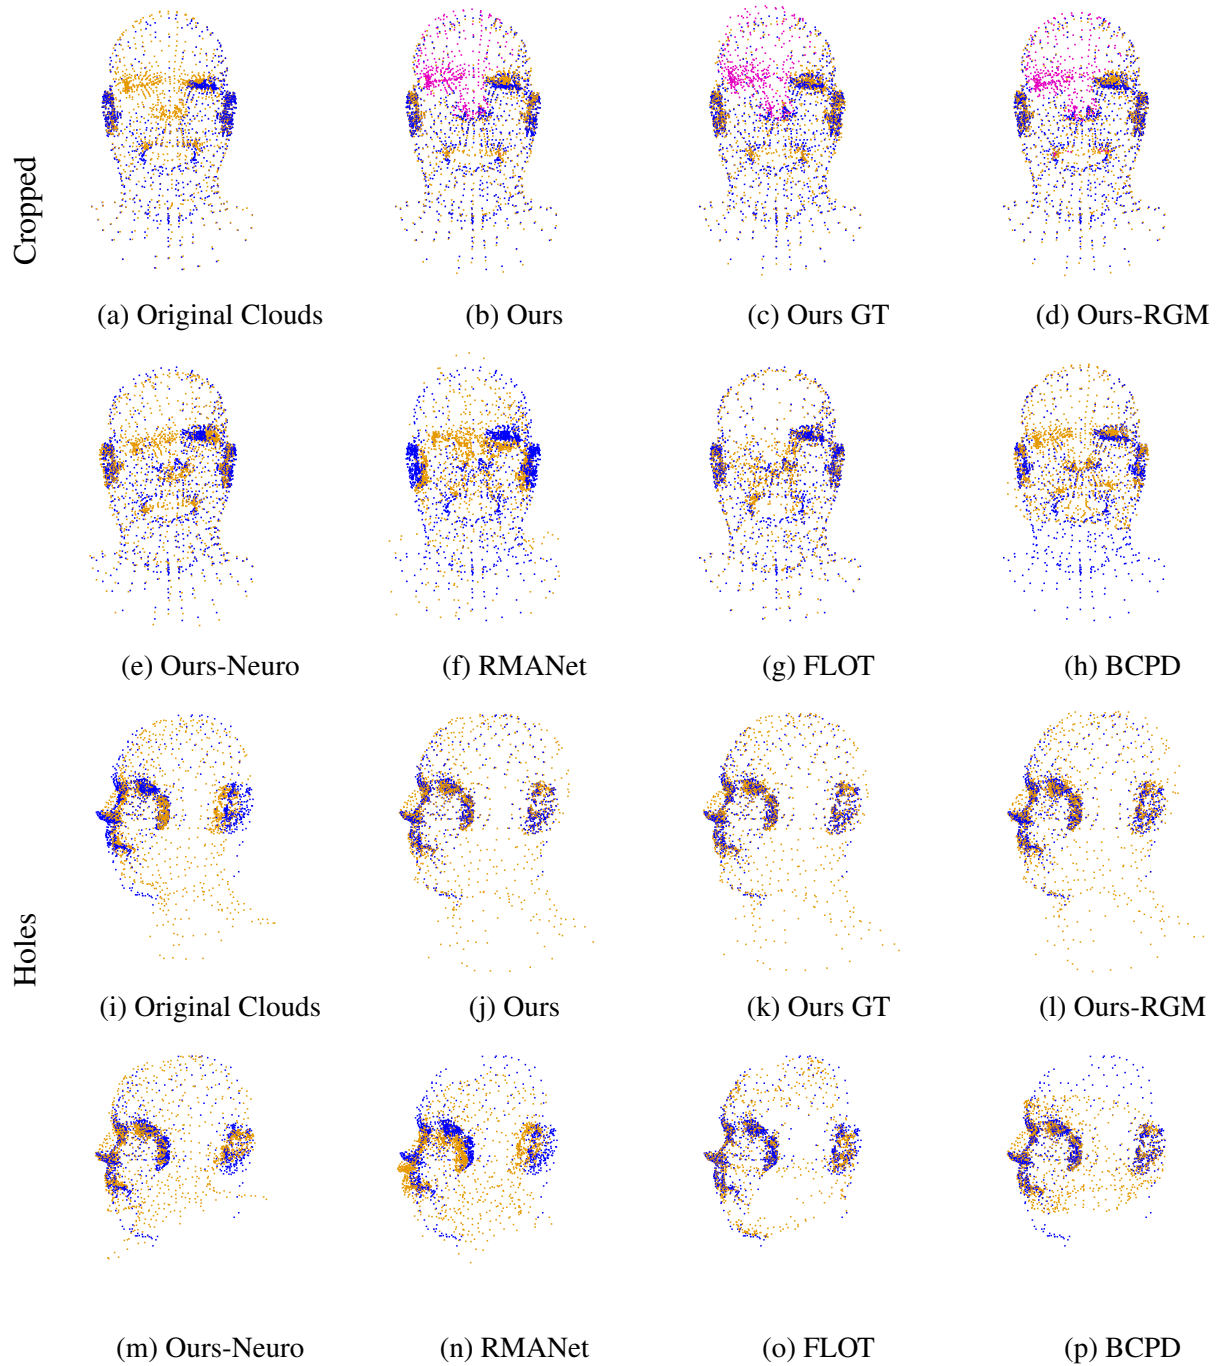 Cropped
(a) Original Clouds
(b) Ours
(c) Ours GT
(d) Ours-RGM
(e) Ours-Neuro
(f) RMANet
(g) FLOT
(h) BCPD
Holes
(i) Original Clouds
(j) Ours
(k) Ours GT
(l) Ours-RGM
(m) Ours-Neuro
(n) RMANet
(o) FLOT
(p) BCPD